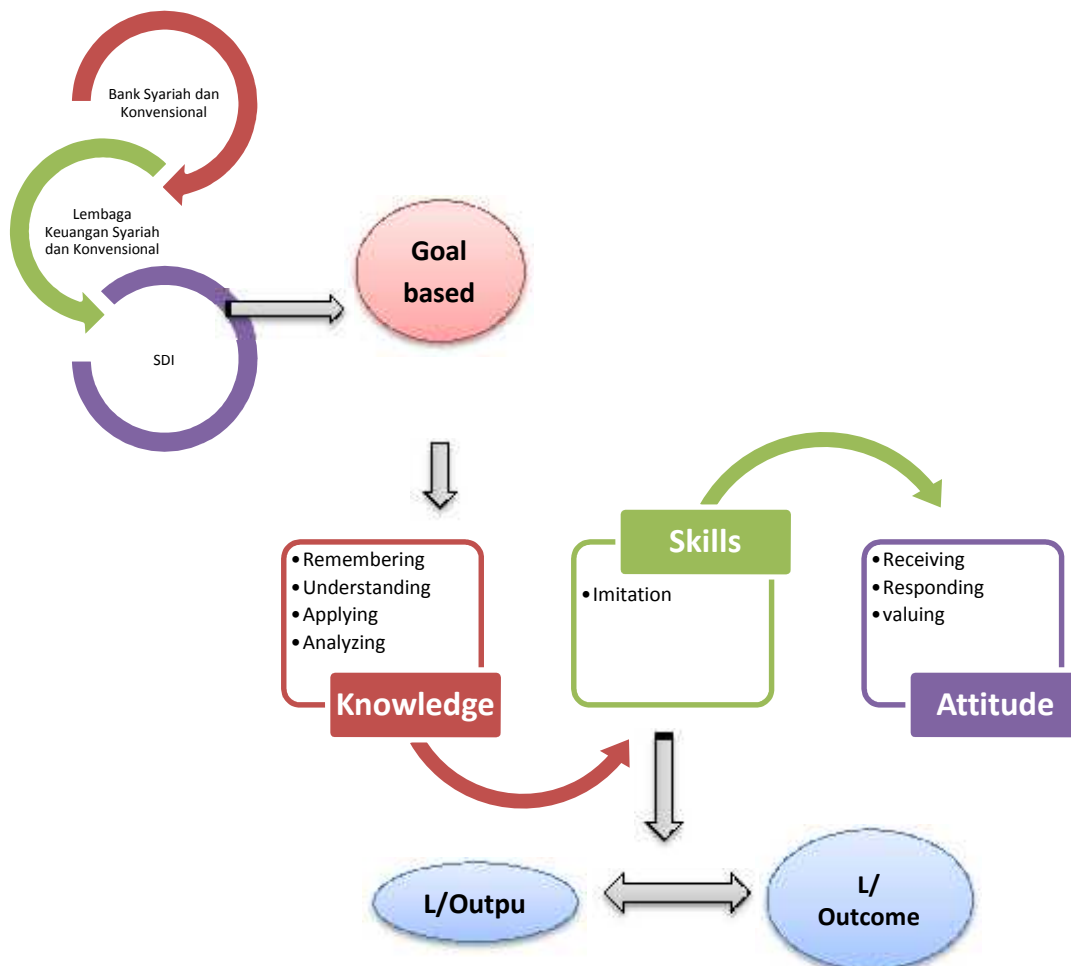 Bank Syariah dan
Konvensional
Lembaga
Keuangan Syariah
dan Konvensional
SDI
Goal
based
• Remembering
• Understanding
• Applying
• Analyzing
Knowledge
Skills
• Imitation
• Receiving
• Responding
• valuing
Attitude
L/Outpu
L/
Outcome